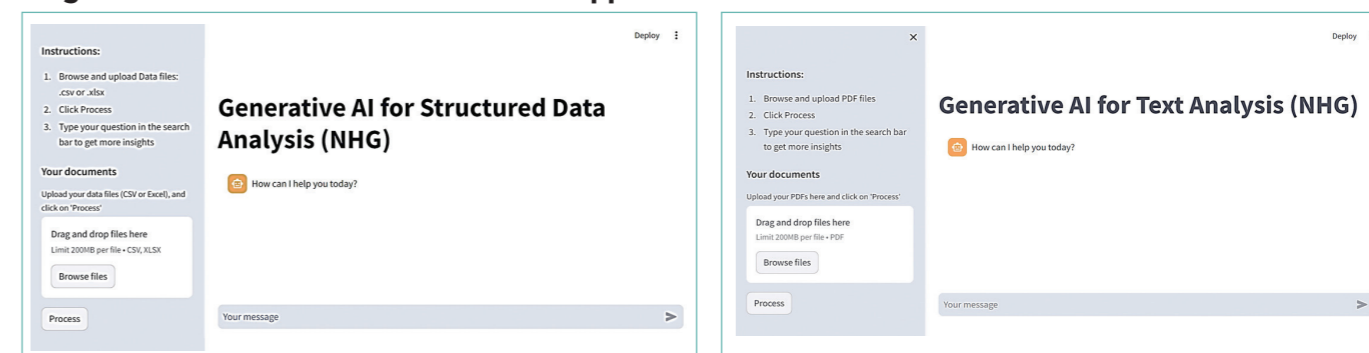 Deploy
Instructions:
1. Browse and upload Data files:
.csv or .xlsx
2. Click Process
3. Type your question in the search
bar to get more insights
Your documents
Upload your data files (CSV or Excel), and
click on 'Process'
Drag and drop files here
Limit 200MB per file • CSV, XLSX
Browse files
Process
Generative AI for Structured Data
Analysis (NHG)
How can I help you today?
Your message
Deploy
Instructions:
1. Browse and upload PDF files
2. Click Process
3. Type your question in the search bar
to get more insights
Your documents
Upload your PDFs here and click on 'Process'
Drag and drop files here
Limit 200MB per file • PDF
Browse files
Process
Generative AI for Text Analysis (NHG)
How can I help you today?
Your message